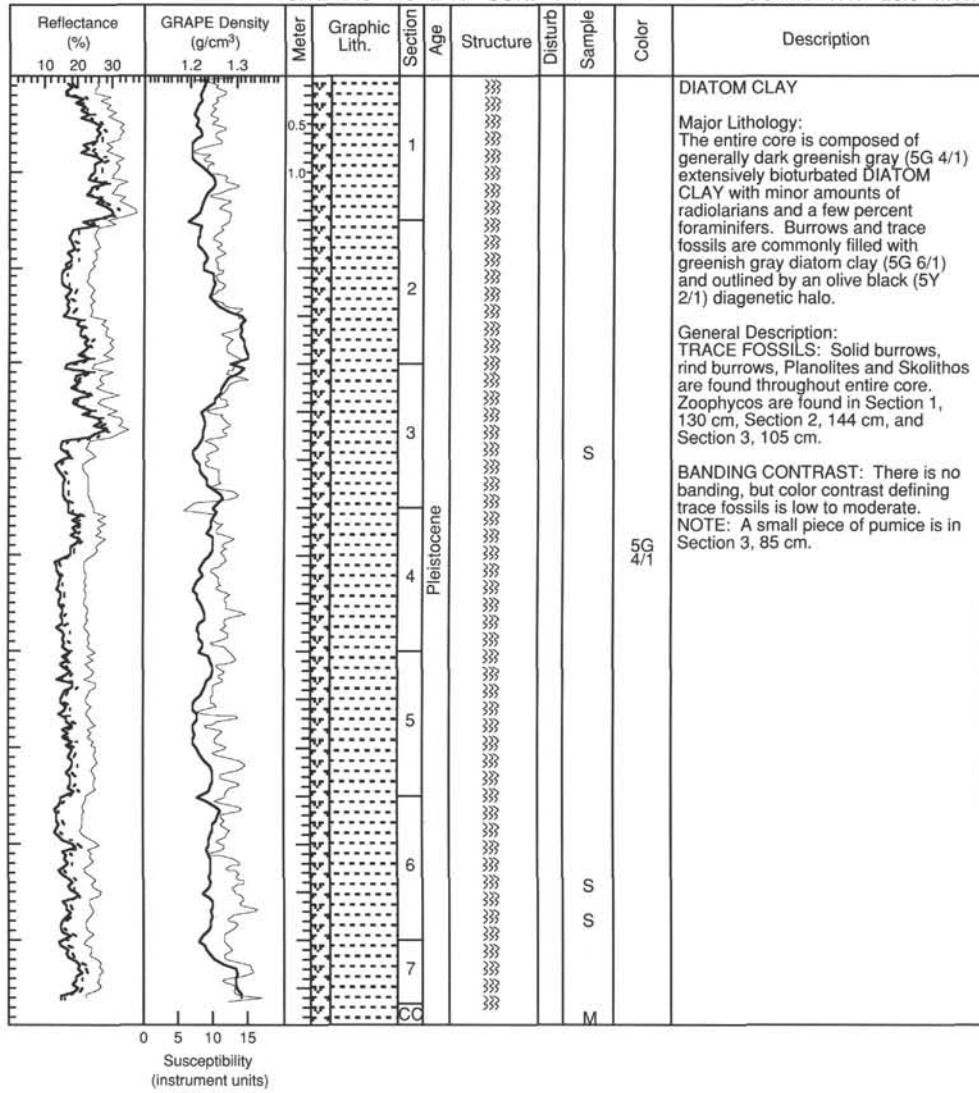 Reflectance
(%)
10 20 30
GRAPE Density
(g/cm³)
1.2 1.3
Meter
Graphic
Lith.
Section
Age
Structure
Disturb
Sample
Color
Description
0.5
1.0
1
2
3
4
5
6
7
CC
Pleistocene
S
S
S
M
5G
4/1
DIATOM CLAY
Major Lithology:
The entire core is composed of
generally dark greenish gray (5G 4/1)
extensively bioturbated DIATOM
CLAY with minor amounts of
radiolarians and a few percent
foraminifers. Burrows and trace
fossils are commonly filled with
greenish gray diatom clay (5G 6/1)
and outlined by an olive black (5Y
2/1) diagenetic halo.
General Description:
TRACE FOSSILS: Solid burrows,
rind burrows, Planolites and Skolithos
are found throughout entire core.
Zoophycos are found in Section 1,
130 cm, Section 2, 144 cm, and
Section 3, 105 cm.
BANDING CONTRAST: There is no
banding, but color contrast defining
trace fossils is low to moderate.
NOTE: A small piece of pumice is in
Section 3, 85 cm.
0 5 10 15
Susceptibility
(instrument units)